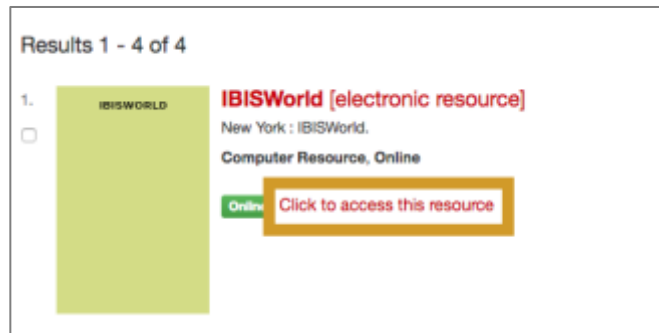 Results 1 - 4 of 4
1.
IBISWORLD
IBISWorld [electronic resource]
New York : IBISWorld.
Computer Resource, Online
Online Click to access this resource